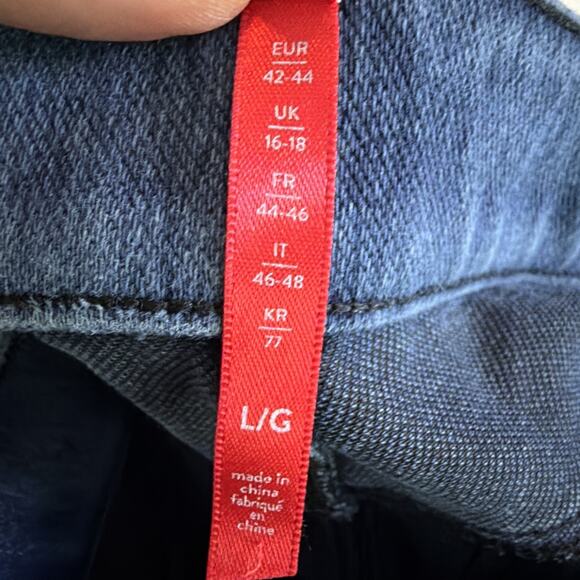 EUR
42-44
UK
16-18
FR
44-46
IT
46-48
KR
77
L/G
made in
china
fabriqué
en
chine